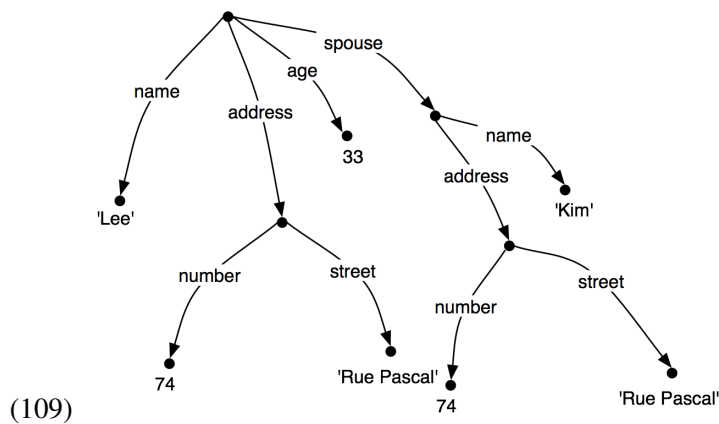 spouse
age
name
address
name
33
address
'Lee'
'Kim'
number
street
street
number
74
'Rue Pascal'
74
'Rue Pascal'
(109)